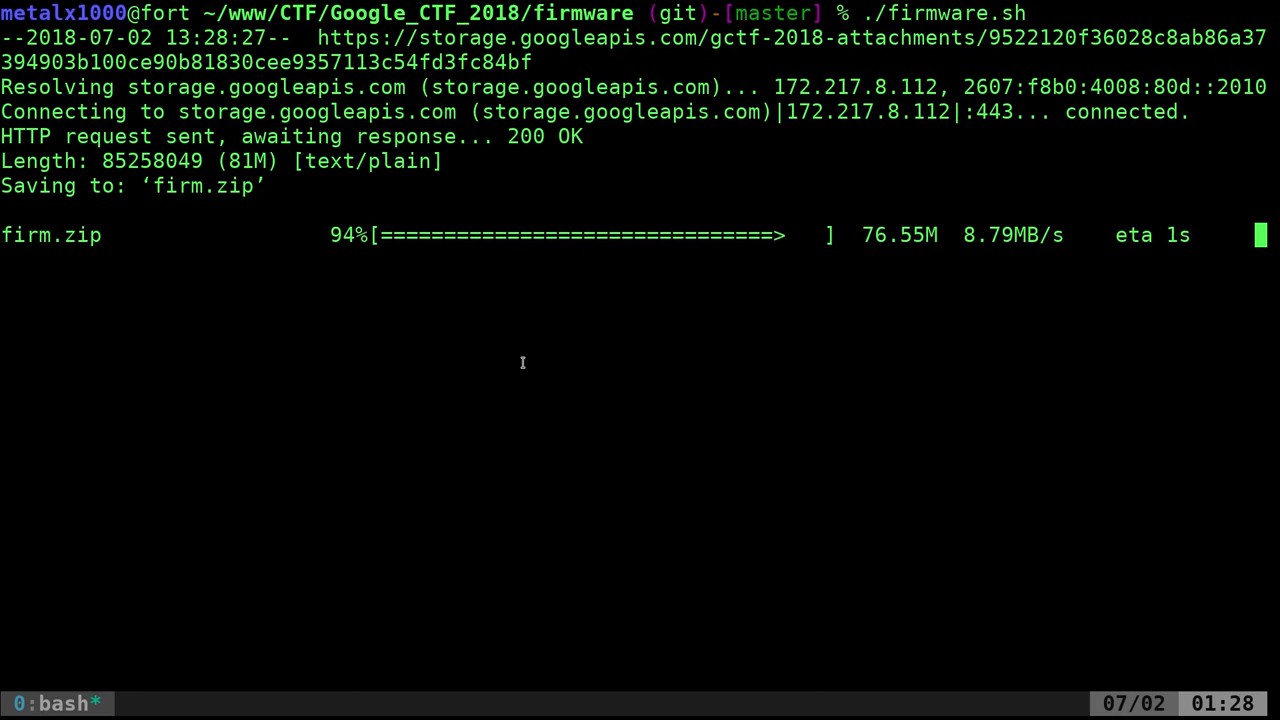 metalx1000@fort ~/www/CTF/Google_CTF_2018/firmware (git)-[master] % ./firmware.sh
--2018-07-02 13:28:27--  https://storage.googleapis.com/gctf-2018-attachments/9522120f36028c8ab86a37
394903b100ce90b81830cee9357113c54fd3fc84bf
Resolving storage.googleapis.com (storage.googleapis.com)... 172.217.8.112, 2607:f8b0:4008:80d::2010
Connecting to storage.googleapis.com (storage.googleapis.com)|172.217.8.112|:443... connected.
HTTP request sent, awaiting response... 200 OK
Length: 85258049 (81M) [text/plain]
Saving to: ‘firm.zip’
firm.zip                  94%[===============================>   ]  76.55M  8.79MB/s    eta 1s
0:bash* 07/02 01:28